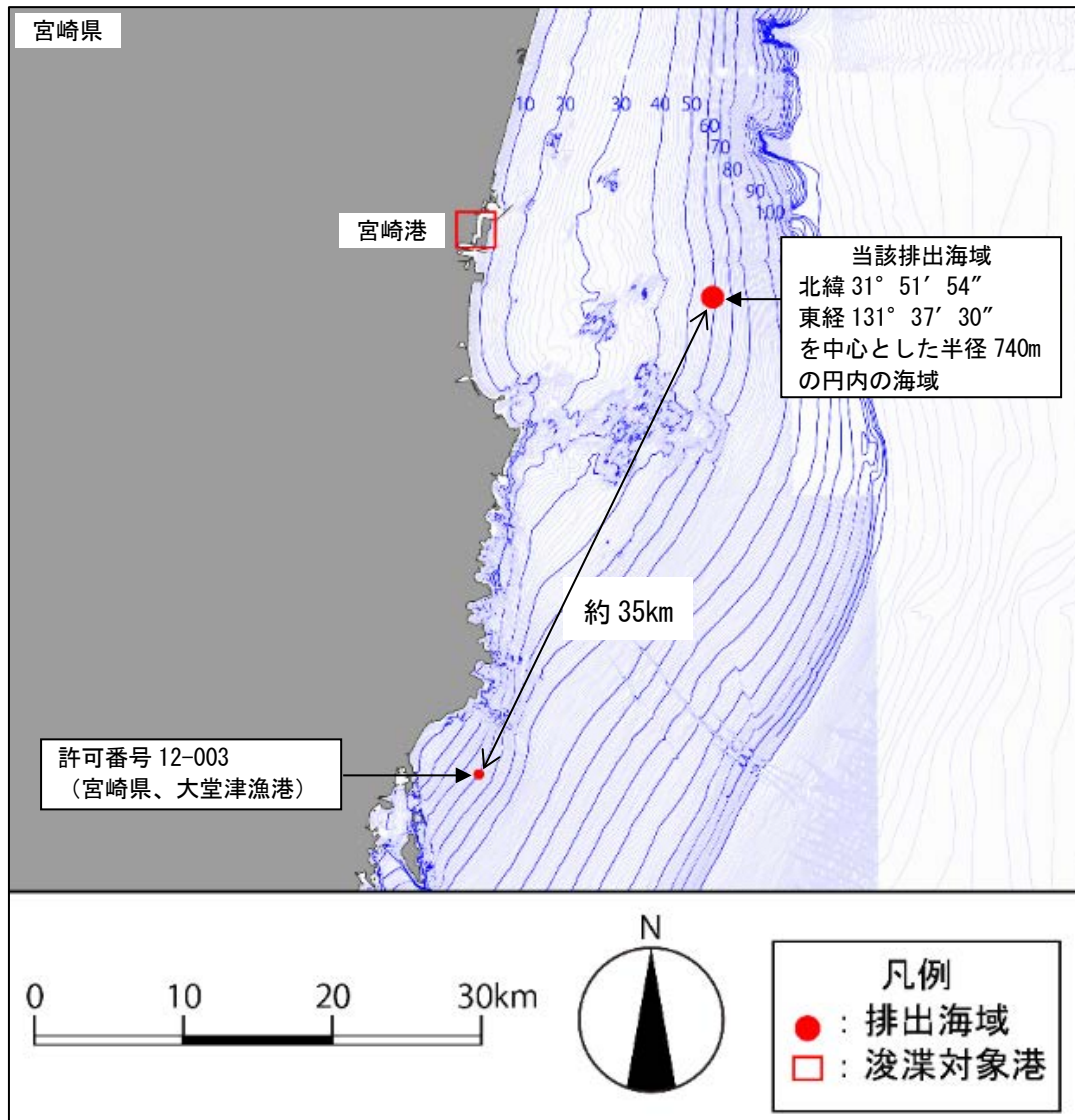 宮崎県
10 20 30 40 50
60
70
80
90
100
宮崎港
当該排出海域
北緯 31° 51′ 54″
東経 131° 37′ 30″
を中心とした半径 740m
の円内の海域
約 35km
許可番号 12-003
(宮崎県、大堂津漁港)
0 10 20 30km
N
凡例
: 排出海域
: 浚渫対象港